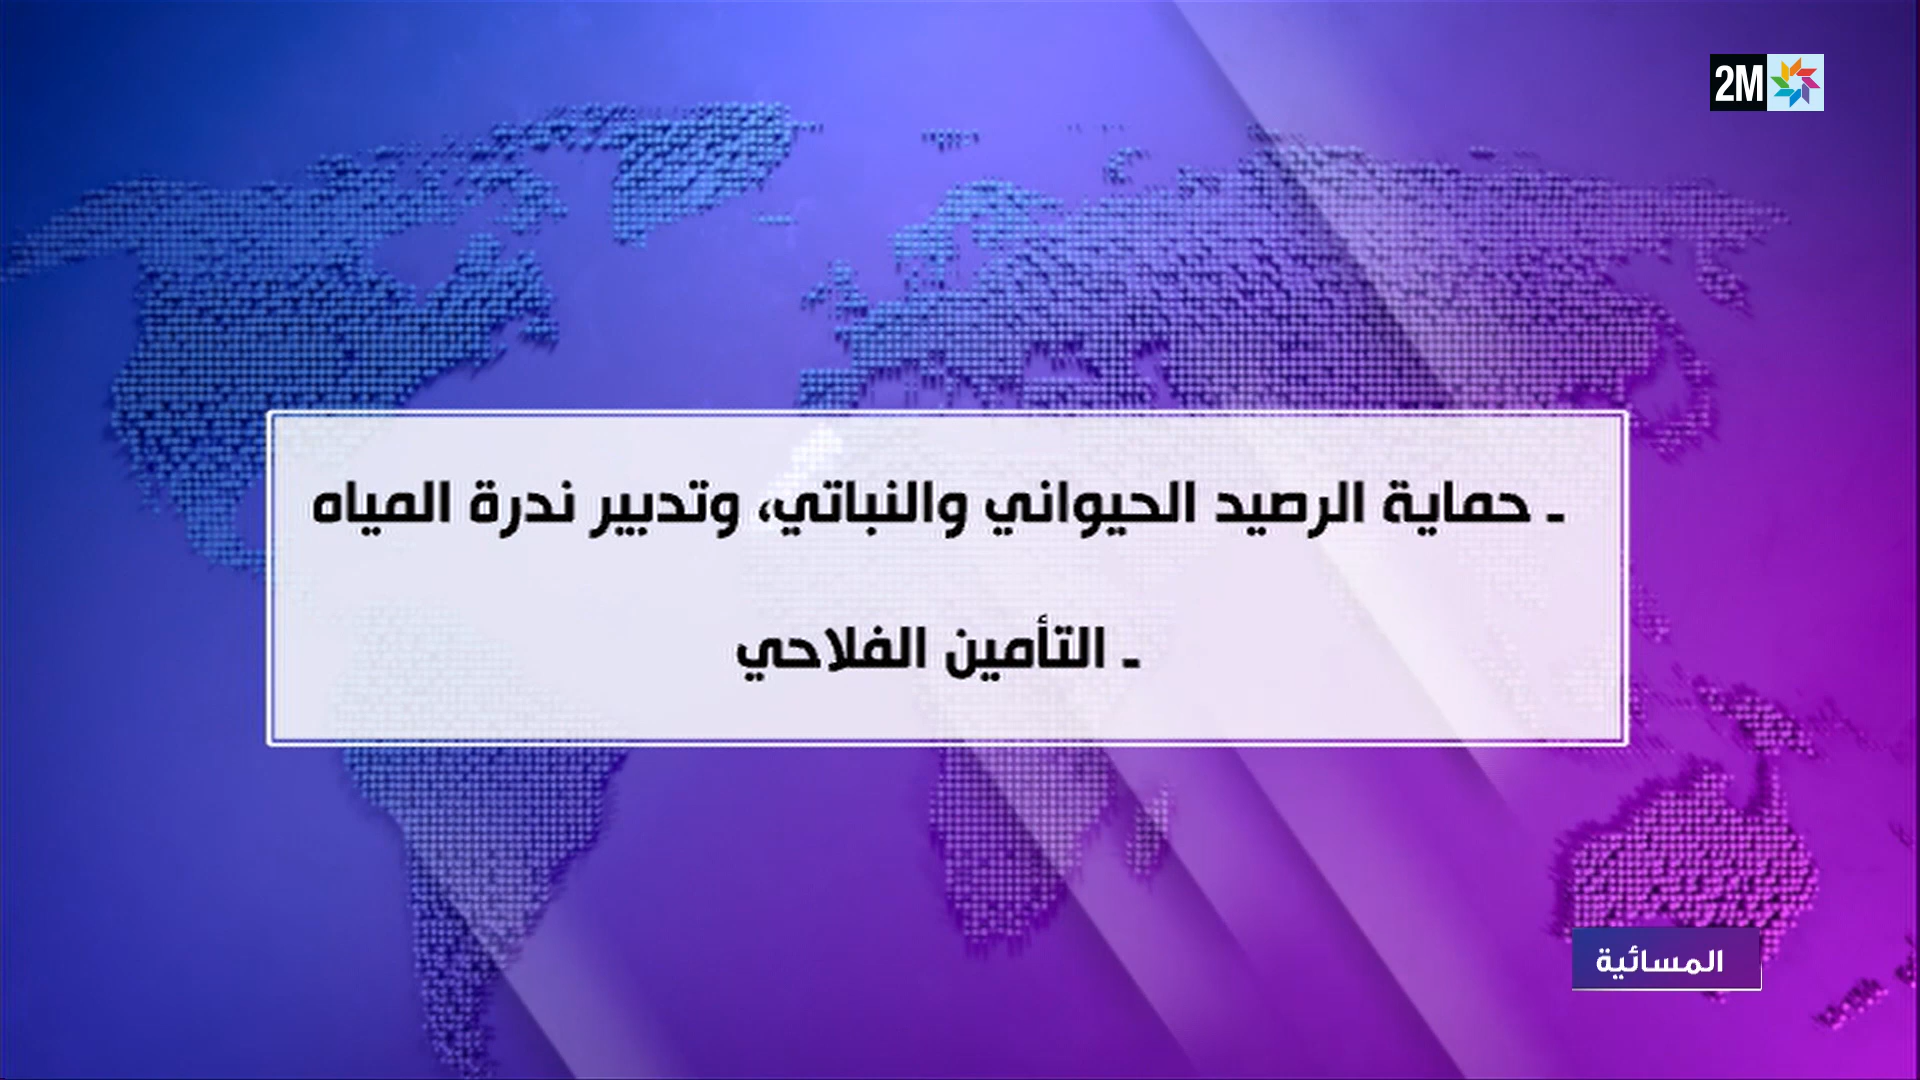 2M
ـ حماية الرصيد الحيواني والنباتي، وتدبير ندرة المياه
ـ التأمين الفلاحي
المسائية